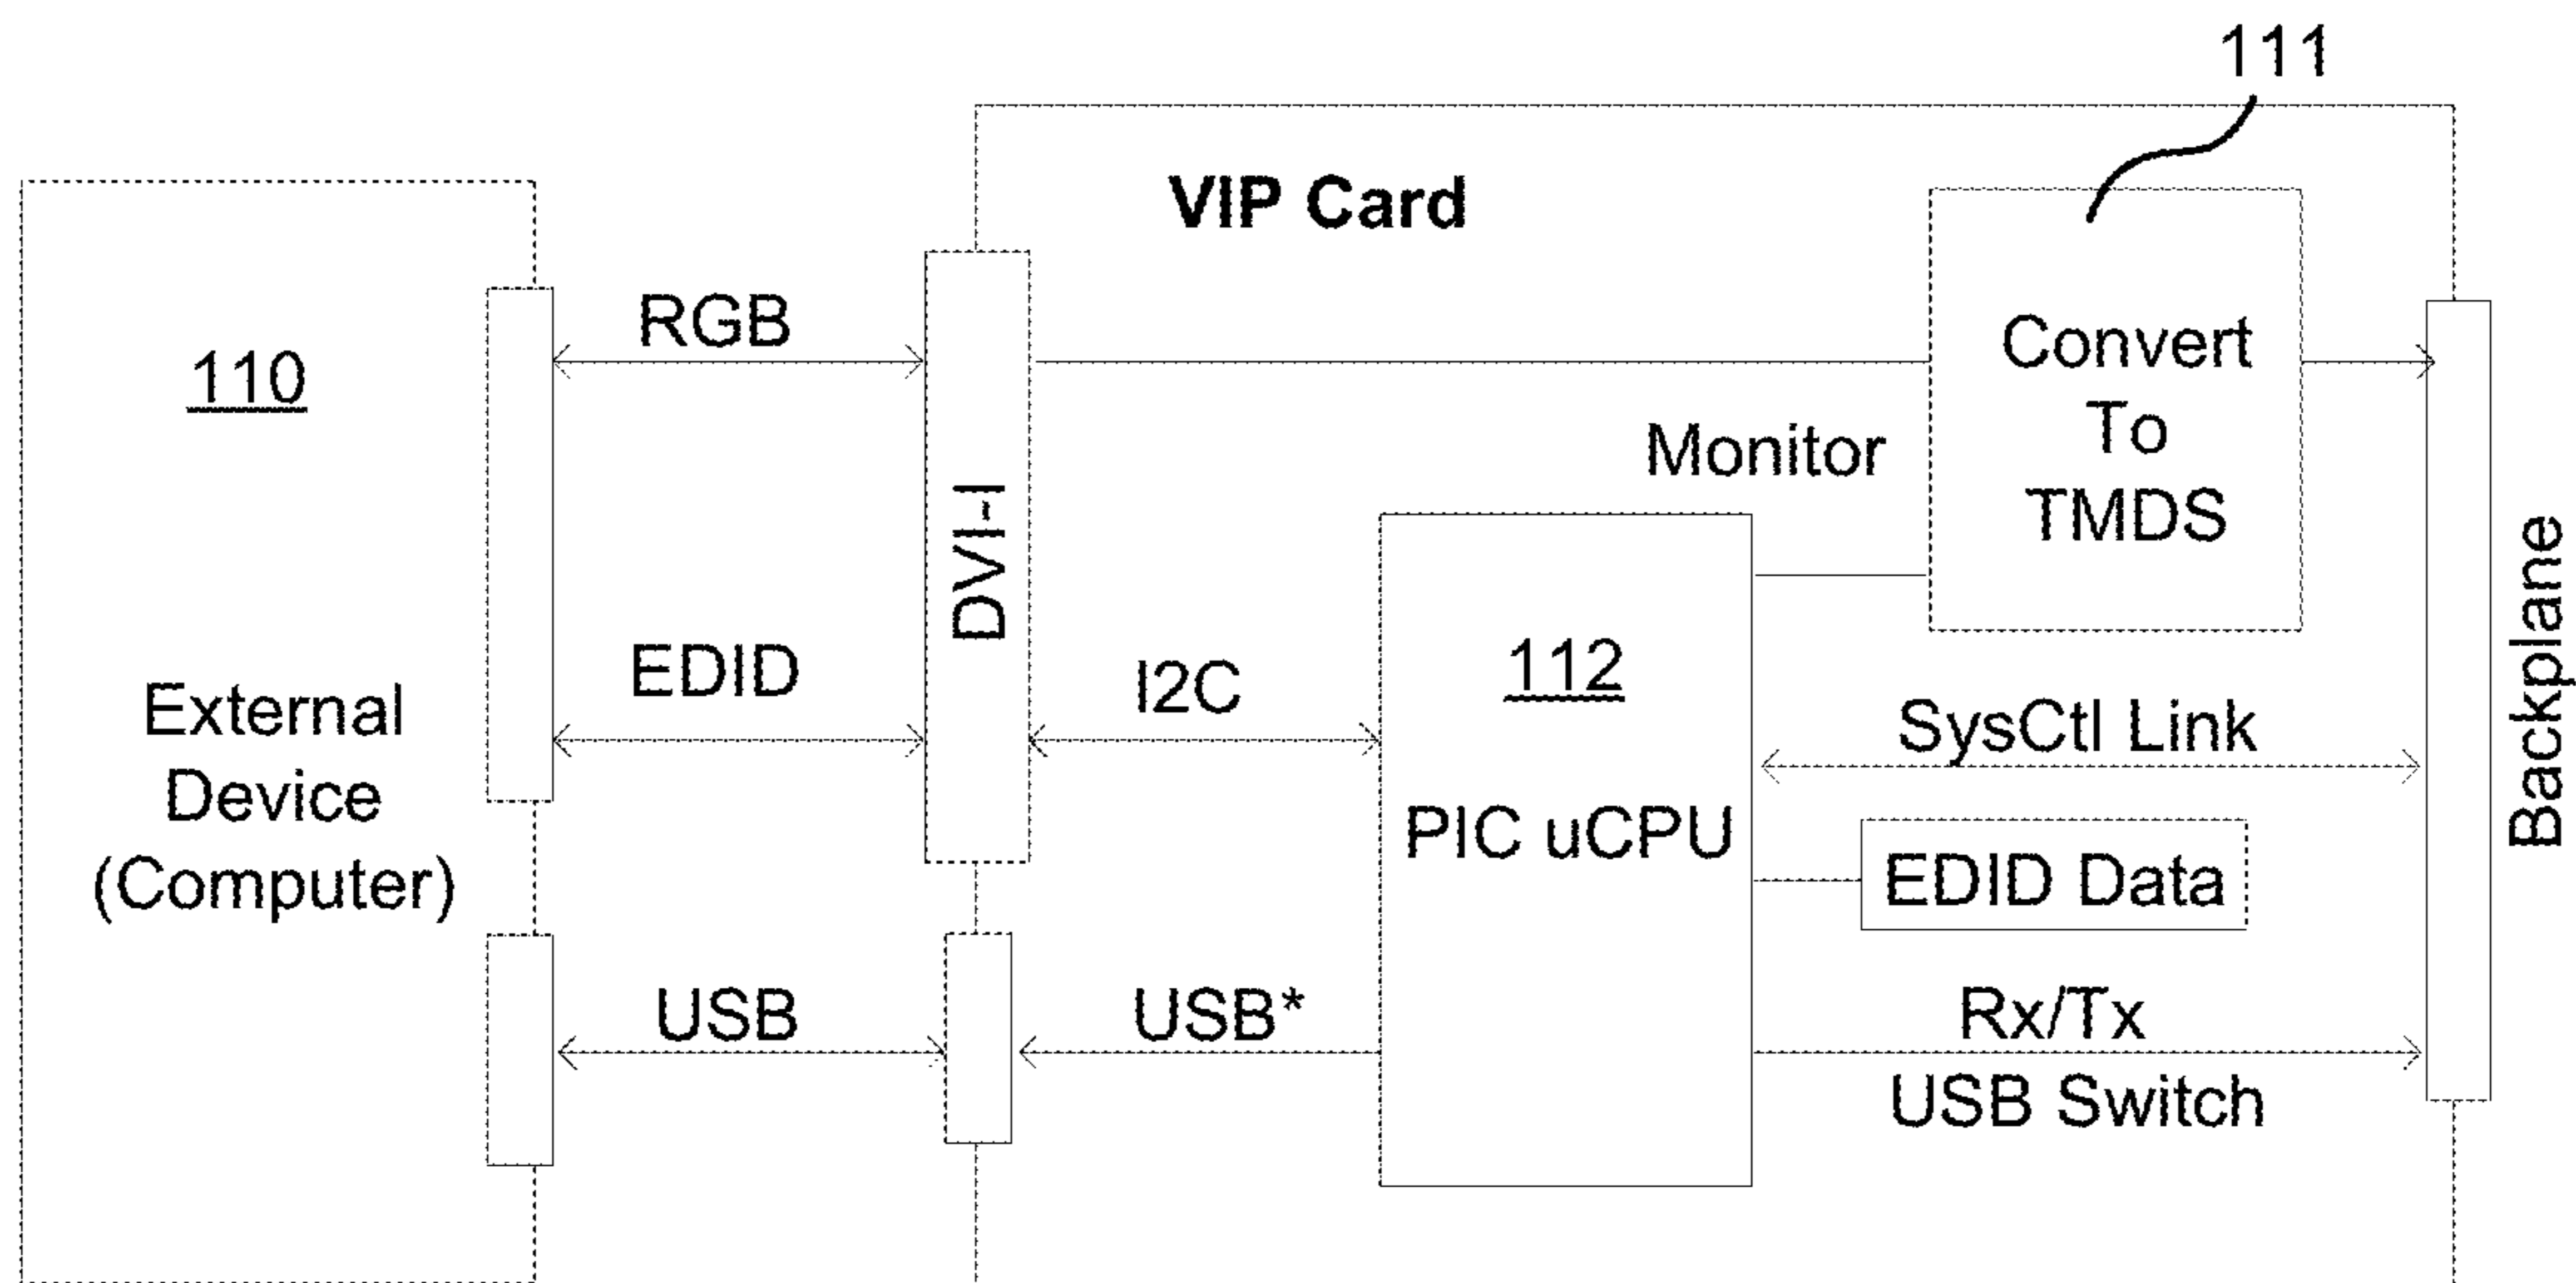 111
VIP Card
110
External
Device
(Computer)
RGB
EDID
USB
DVI-I
I2C
USB*
112
PIC uCPU
Monitor
Convert
To
TMDS
SysCtl Link
EDID Data
Rx/Tx
USB Switch
Backplane